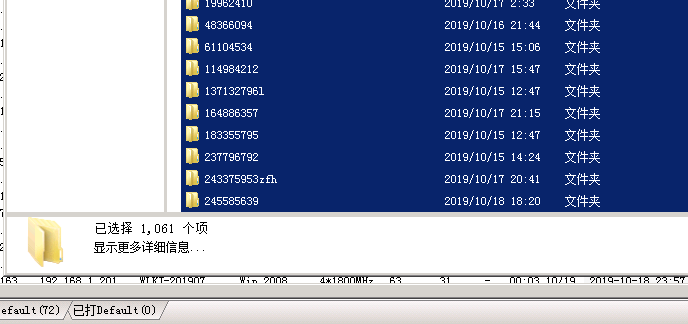 19962410 2019/10/17 2:33 文件夹
48366094 2019/10/16 21:44 文件夹
61104534 2019/10/15 15:06 文件夹
114984212 2019/10/17 15:47 文件夹
137132796l 2019/10/15 12:47 文件夹
164886357 2019/10/17 21:15 文件夹
183355795 2019/10/15 12:47 文件夹
237796792 2019/10/15 14:24 文件夹
243375953zfh 2019/10/17 20:41 文件夹
245585639 2019/10/18 18:20 文件夹
已选择 1,061 个项
显示更多详细信息...
163 192.168.1.201 WLKT-201907 Win 2008 4*1800MHz 63 31 - 00:03 10/19 2019-10-18 23:57
efault(72) 已打Default(0)